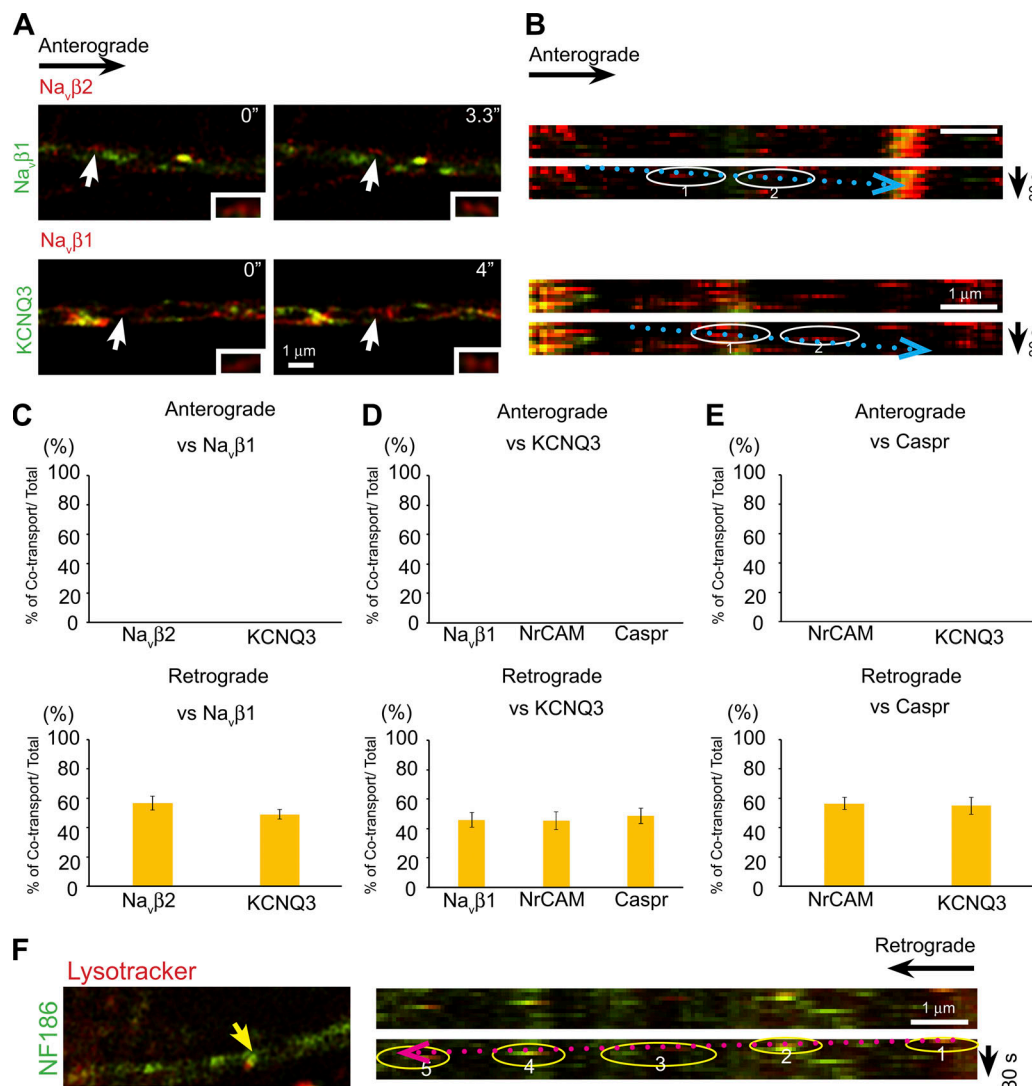 A
Anterograde
Naᵥβ2
Naᵥβ1
0”
3.3”
Naᵥβ1
KCNQ3
0”
4”
1 μm
B
Anterograde
1
2
1 μm
1
2
C
Anterograde
vs Naᵥβ1
(%)
% of Co-transport/ Total
100
80
60
40
20
0
Naᵥβ2 KCNQ3
Retrograde
vs Naᵥβ1
(%)
% of Co-transport/ Total
100
80
60
40
20
0
Naᵥβ2 KCNQ3
D
Anterograde
vs KCNQ3
(%)
% of Co-transport/ Total
100
80
60
40
20
0
Naᵥβ1 NrCAM Caspr
Retrograde
vs KCNQ3
(%)
% of Co-transport/ Total
100
80
60
40
20
0
Naᵥβ1 NrCAM Caspr
E
Anterograde
vs Caspr
(%)
% of Co-transport/ Total
100
80
60
40
20
0
NrCAM KCNQ3
Retrograde
vs Caspr
(%)
% of Co-transport/ Total
100
80
60
40
20
0
NrCAM KCNQ3
F
Lysotracker
NF186
Retrograde
1 μm
5 4 3 2 1
30 s